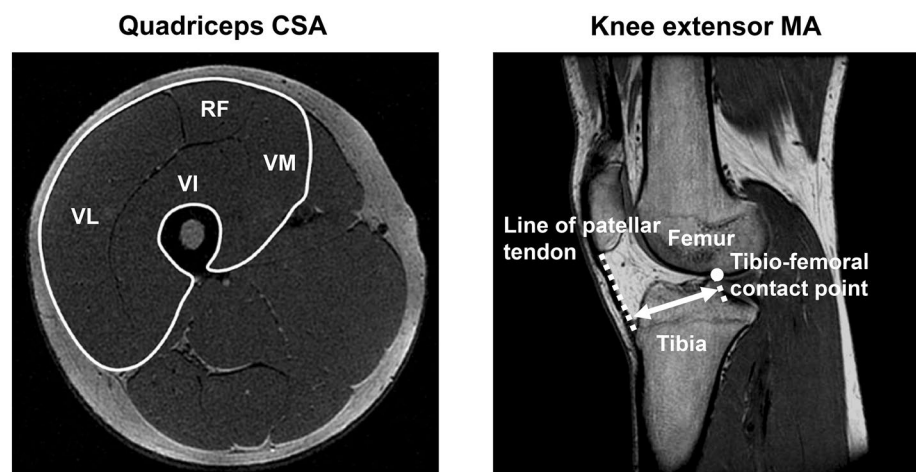 Quadriceps CSA
RF
VM
VI
VL
Knee extensor MA
Line of patellar
tendon
Femur
Tibio-femoral
contact point
Tibia